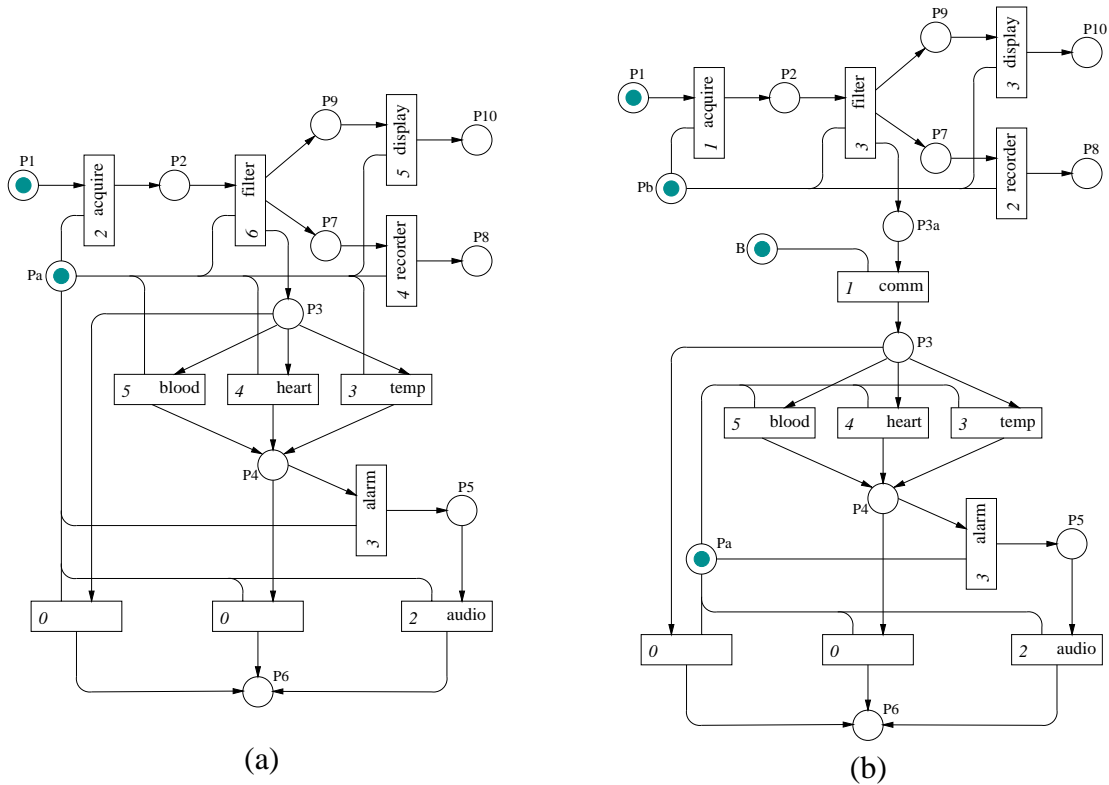 P9
P10
display
5
P1
P2
filter
6
acquire
2
P7
P8
recorder
4
Pa
P3
5 blood
4 heart
3 temp
P4
alarm
3
P5
0
0
2 audio
P6
(a)
P9
P10
display
3
P1
P2
filter
3
acquire
1
P7
P8
recorder
2
Pb
P3a
B
1 comm
P3
5 blood
4 heart
3 temp
P4
alarm
3
P5
Pa
0
0
2 audio
P6
(b)